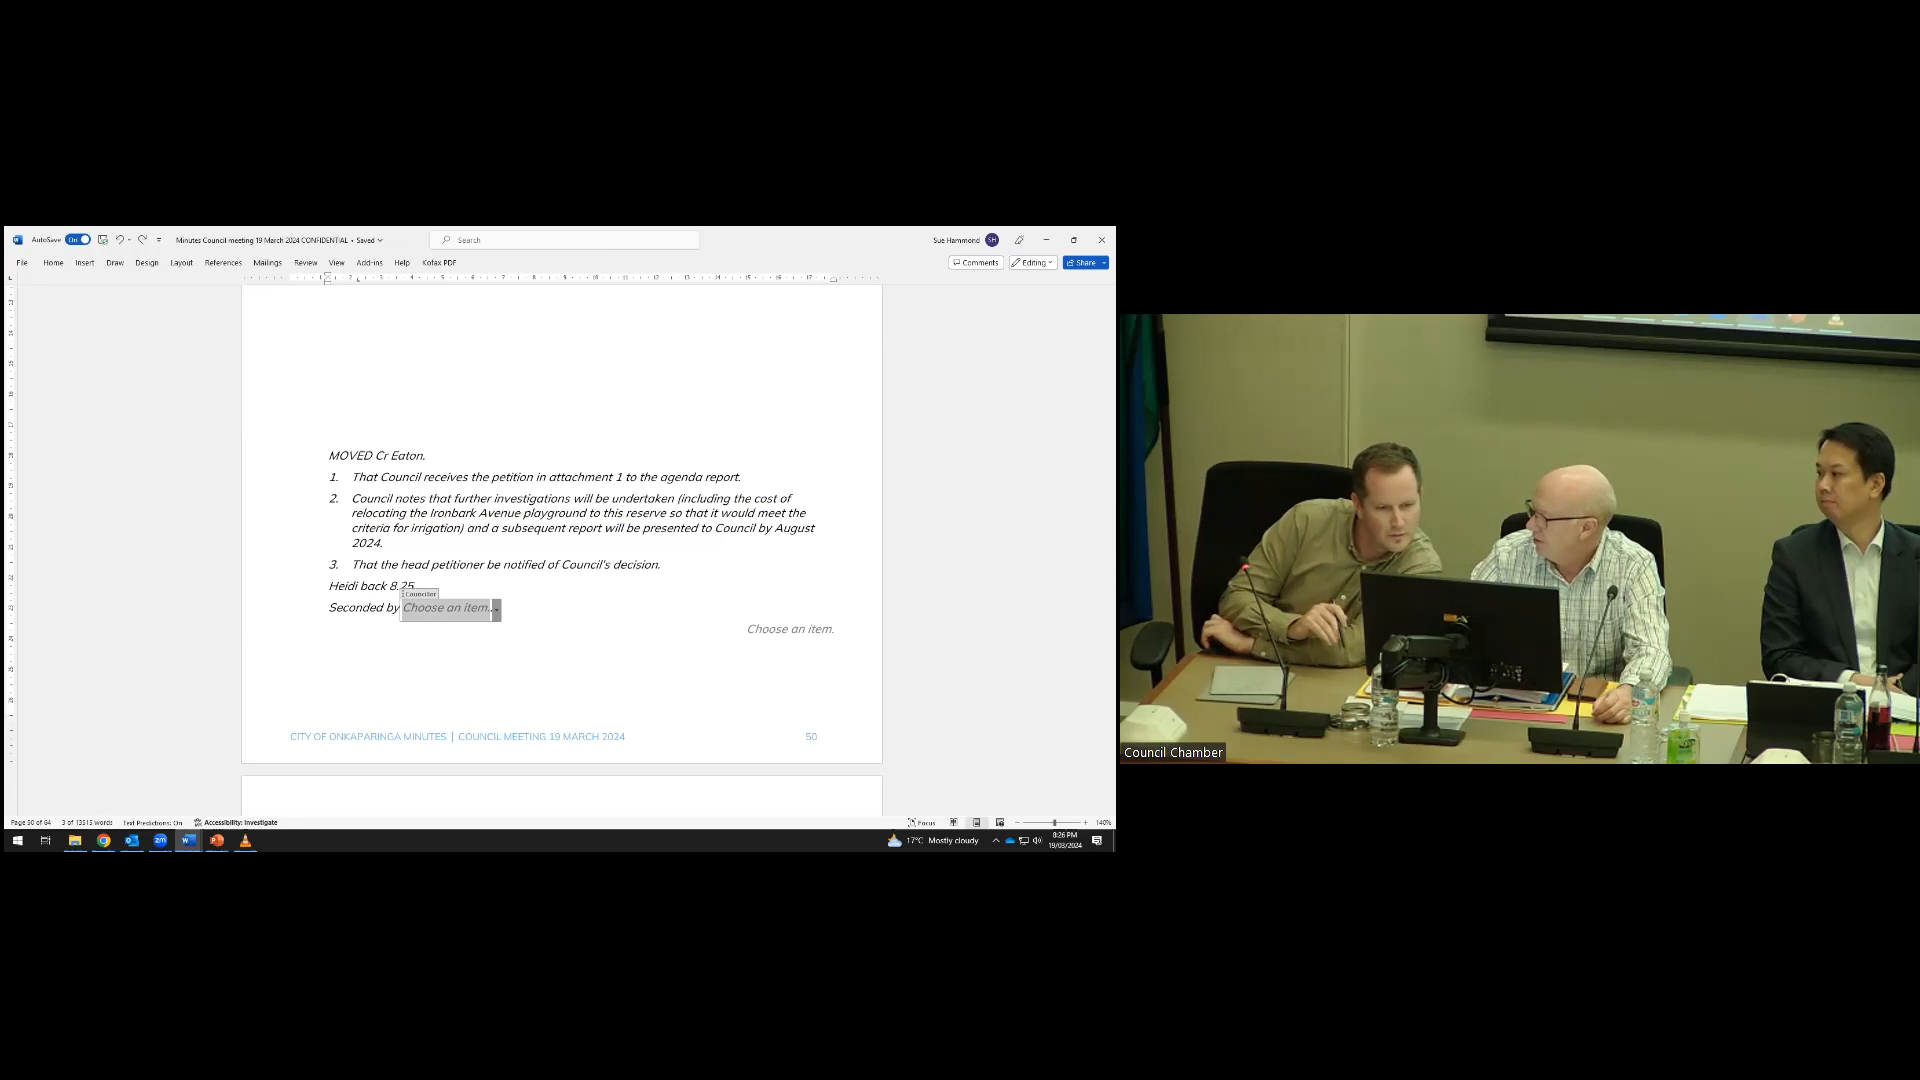 AutoSave On Minutes Council meeting 19 March 2024 CONFIDENTIAL • Saved Search Sue Hammond SH
File Home Insert Draw Design Layout References Mailings Review View Add-ins Help Kofax PDF Comments Editing Share
MOVED Cr Eaton.
1. That Council receives the petition in attachment 1 to the agenda report.
2. Council notes that further investigations will be undertaken (including the cost of
relocating the Ironbark Avenue playground to this reserve so that it would meet the
criteria for irrigation) and a subsequent report will be presented to Council by August
2024.
3. That the head petitioner be notified of Council's decision.
Heidi back 8.25
Councillor
Seconded by Choose an item.
Choose an item.
CITY OF ONKAPARINGA MINUTES | COUNCIL MEETING 19 MARCH 2024 50
Page 50 of 64 3 of 13515 words Text Predictions: On Accessibility: Investigate Focus 140%
17°C Mostly cloudy 8:26 PM
19/03/2024
Council Chamber